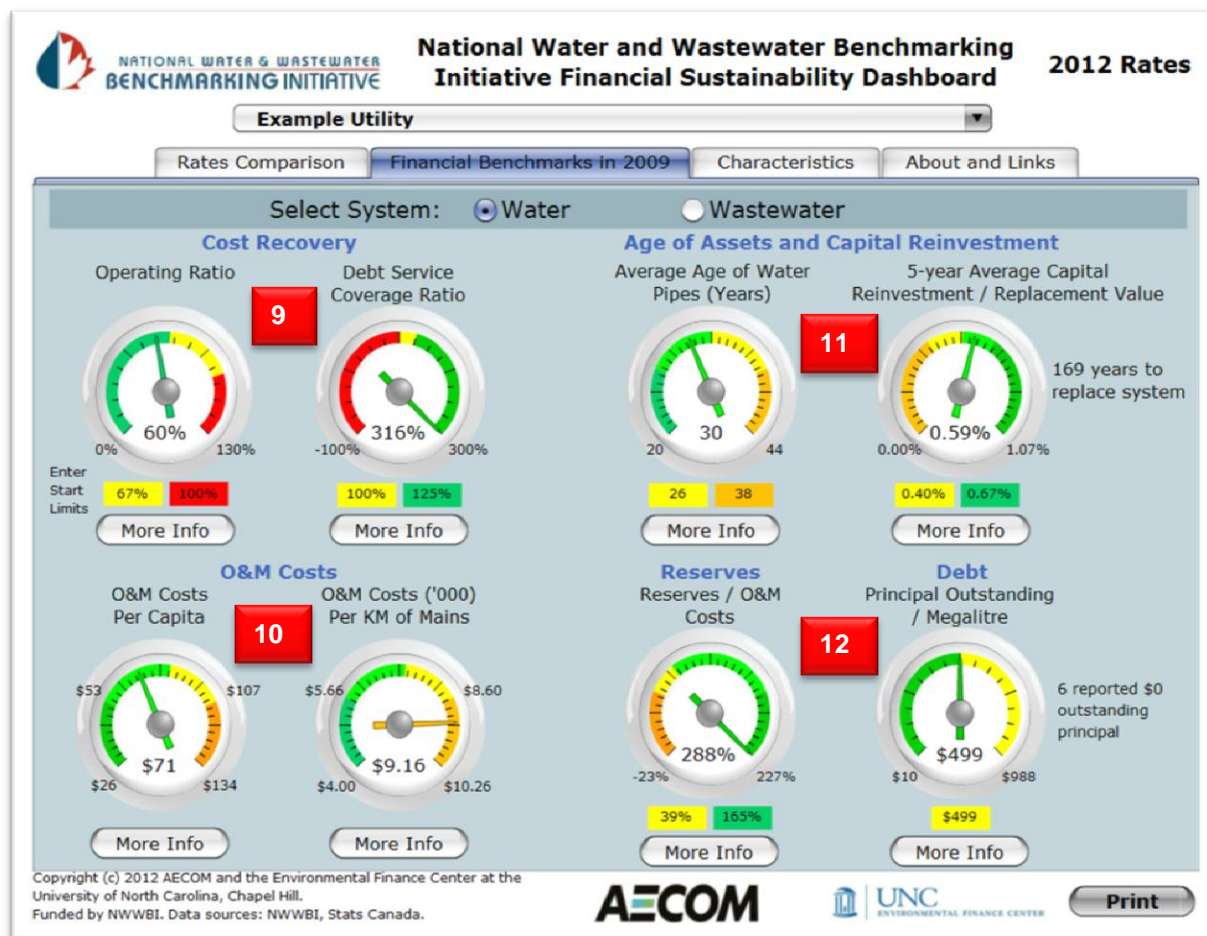 NATIONAL WATER & WASTEWATER
BENCHMARKING INITIATIVE
National Water and Wastewater Benchmarking
Initiative Financial Sustainability Dashboard
2012 Rates
Example Utility
Rates Comparison
Financial Benchmarks in 2009
Characteristics
About and Links
Select System:
Water
Wastewater
Cost Recovery
Age of Assets and Capital Reinvestment
Operating Ratio
Debt Service
Coverage Ratio
Average Age of Water
Pipes (Years)
5-year Average Capital
Reinvestment / Replacement Value
9
11
60%
0%
130%
316%
-100%
300%
30
20
44
0.59%
0.00%
1.07%
169 years to
replace system
Enter
Start
Limits
67%
100%
100%
125%
26
38
0.40%
0.67%
More Info
More Info
More Info
More Info
O&M Costs
Reserves
Debt
O&M Costs
Per Capita
O&M Costs ('000)
Per KM of Mains
Reserves / O&M
Costs
Principal Outstanding
/ Megalitre
10
12
$53
$107
$71
$26
$134
$5.66
$8.60
$9.16
$4.00
$10.26
288%
-23%
227%
$499
$10
$988
6 reported $0
outstanding
principal
39%
165%
$499
More Info
More Info
More Info
More Info
Copyright (c) 2012 AECOM and the Environmental Finance Center at the
University of North Carolina, Chapel Hill.
Funded by NWWBI. Data sources: NWWBI, Stats Canada.
AECOM
UNC
ENVIRONMENTAL FINANCE CENTER
Print